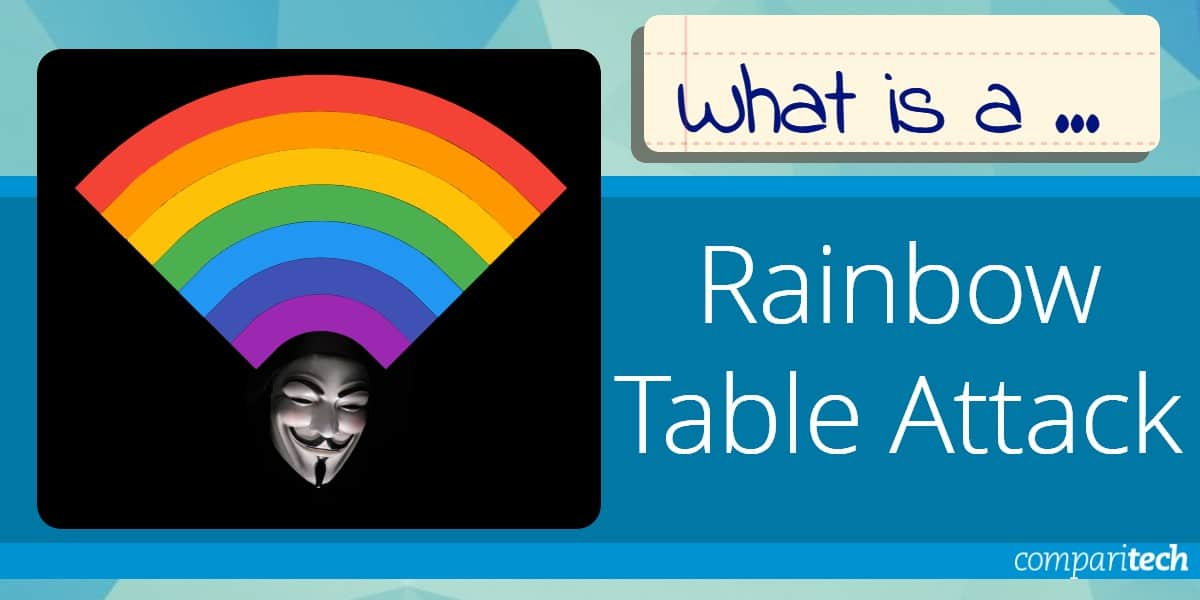 what is a ...
Rainbow
Table Attack
comparitech